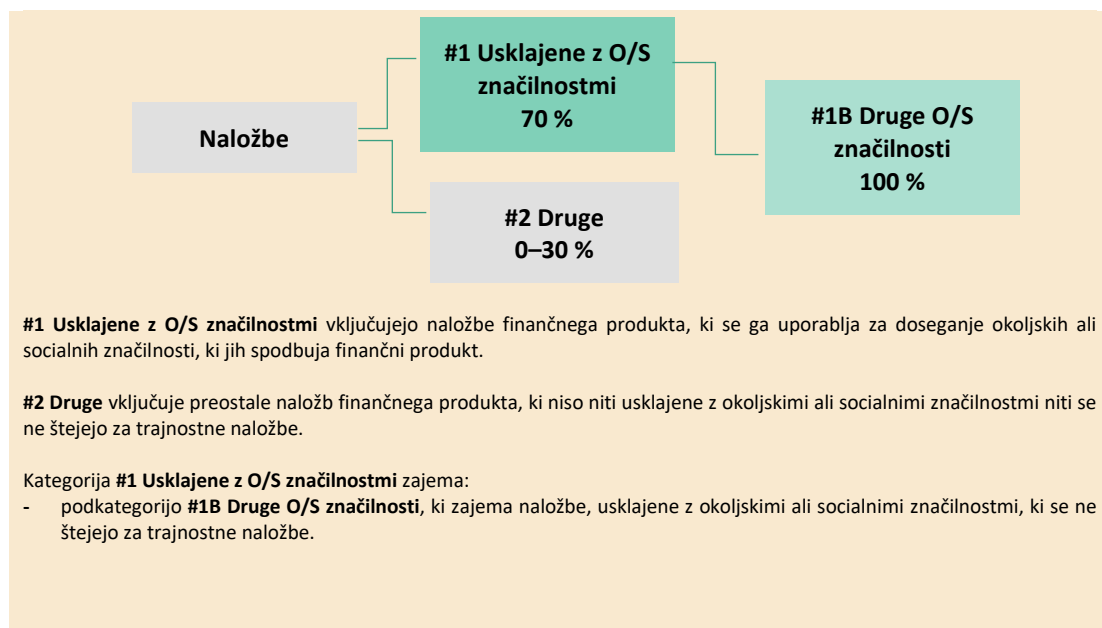 #1 Usklajene z O/S
značilnostmi
70 %
Naložbe
#1B Druge O/S
značilnosti
100 %
#2 Druge
0–30 %
#1 Usklajene z O/S značilnostmi vključujejo naložbe finančnega produkta, ki se ga uporablja za doseganje okoljskih ali
socialnih značilnosti, ki jih spodbuja finančni produkt.
#2 Druge vključuje preostale naložb finančnega produkta, ki niso niti usklajene z okoljskimi ali socialnimi značilnostmi niti se
ne štejejo za trajnostne naložbe.
Kategorija #1 Usklajene z O/S značilnostmi zajema:
- podkategorijo #1B Druge O/S značilnosti, ki zajema naložbe, usklajene z okoljskimi ali socialnimi značilnostmi, ki se ne
štejejo za trajnostne naložbe.